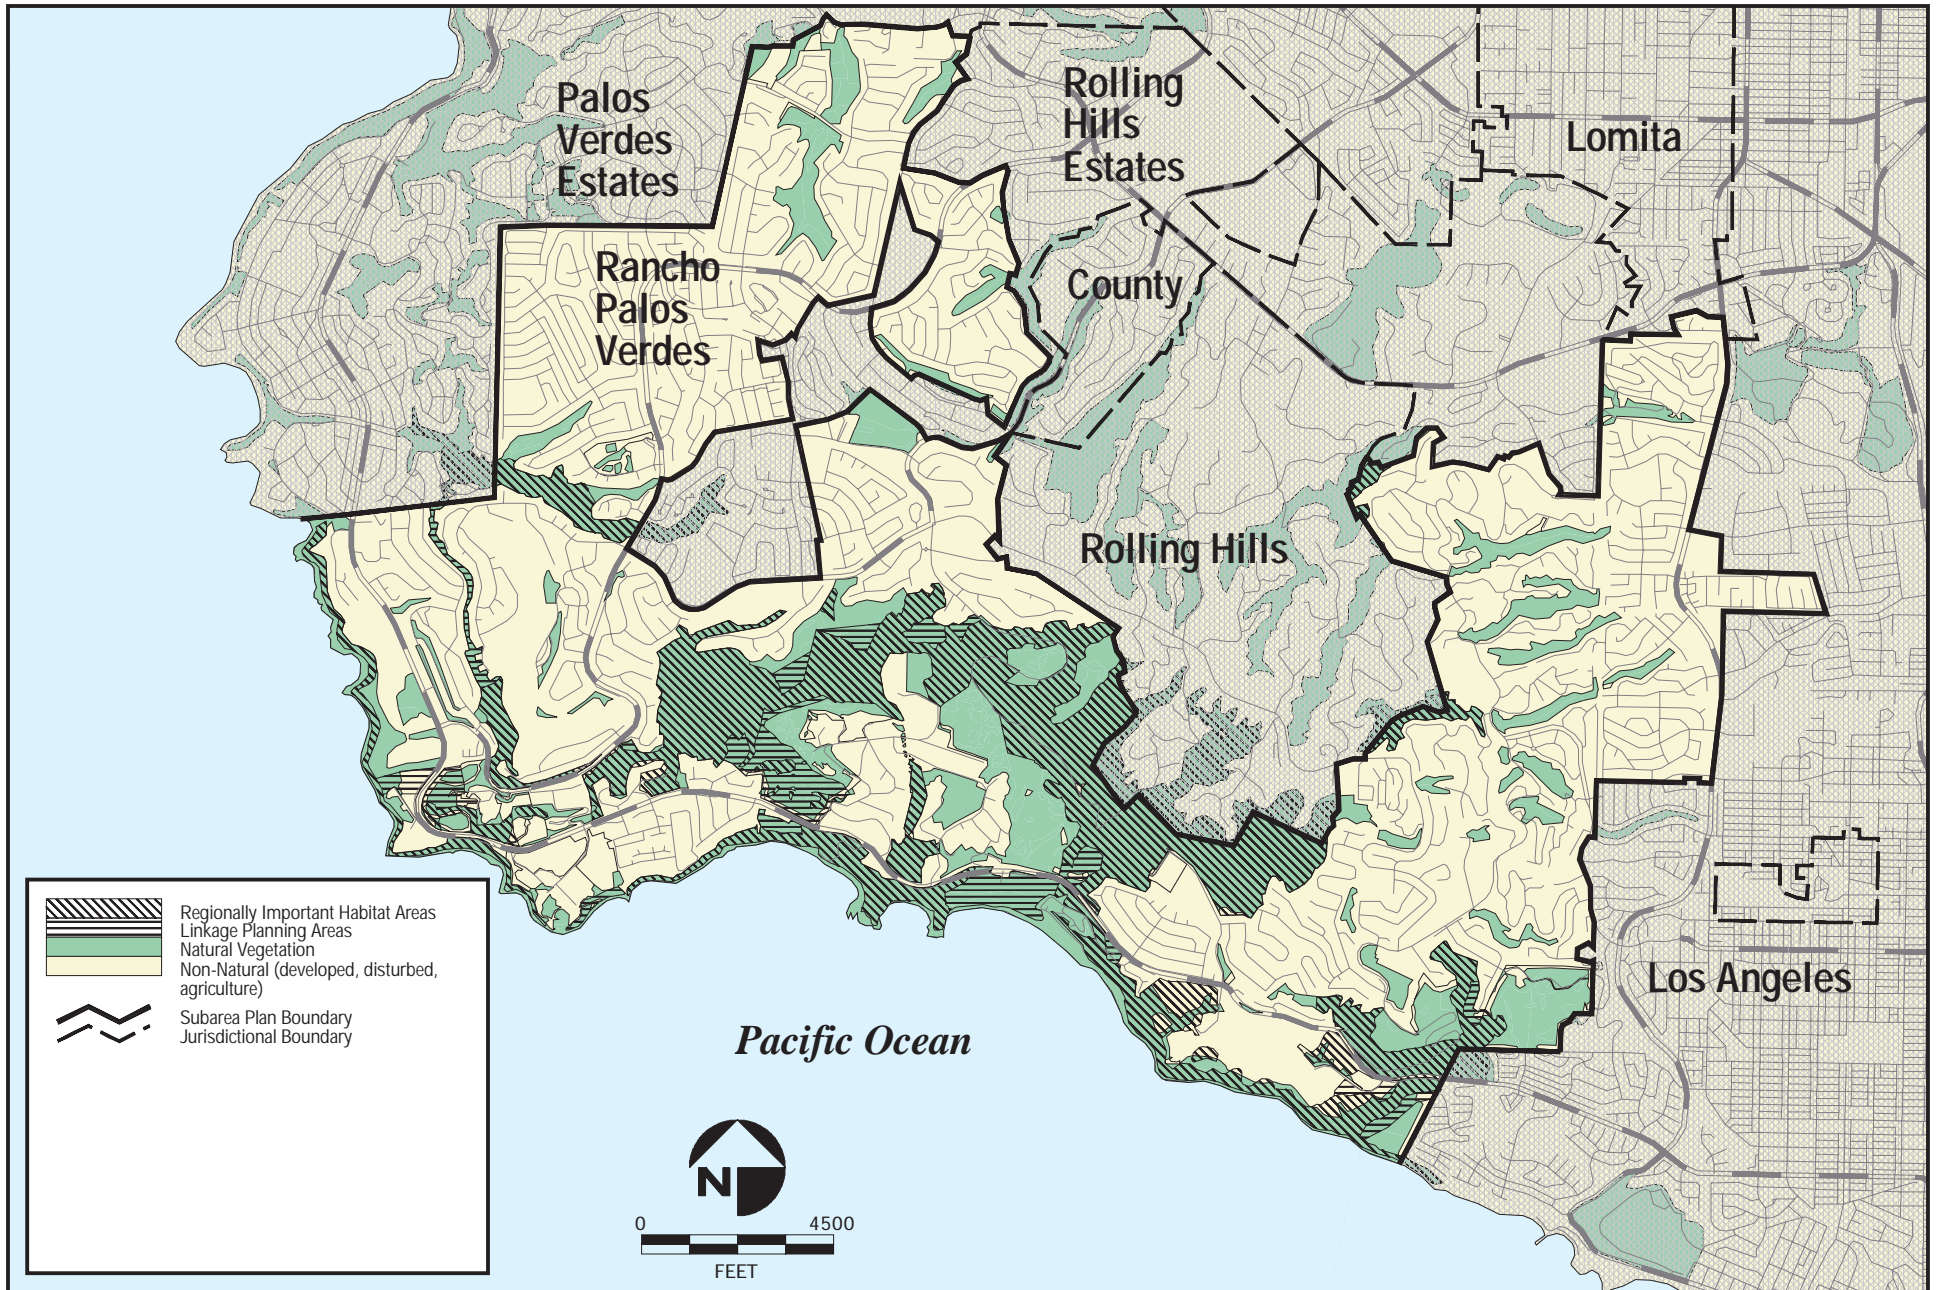 Palos
Verdes
Estates
Rolling
Hills
Estates
Lomita
Rancho
Palos
Verdes
County
Rolling Hills
Los Angeles
Regionally Important Habitat Areas
Linkage Planning Areas
Natural Vegetation
Non-Natural (developed, disturbed,
agriculture)
Subarea Plan Boundary
Jurisdictional Boundary
Pacific Ocean
N
0 4500
FEET